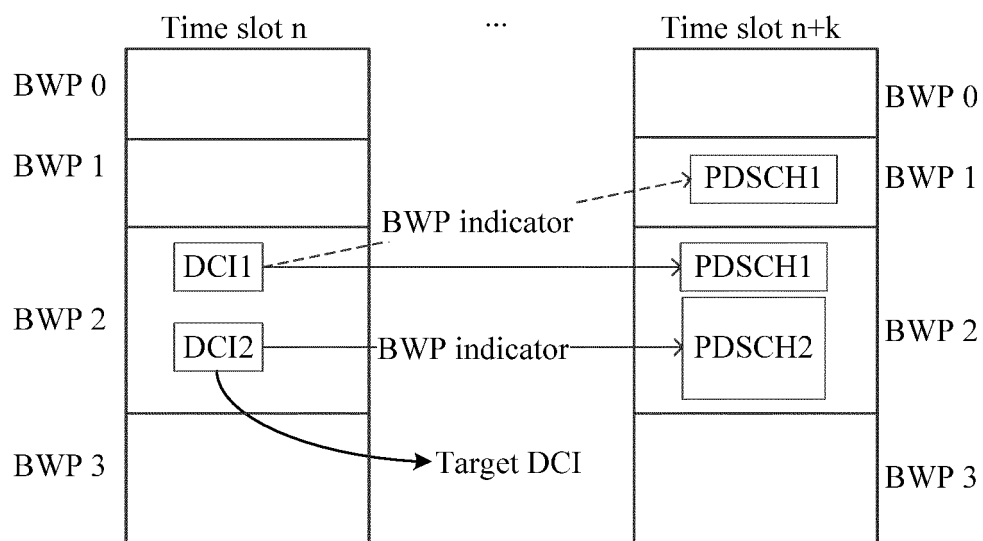 Time slot n
...
Time slot n+k
BWP 0
BWP 0
BWP 1
PDSCH1
BWP 1
BWP indicator
DCI1
PDSCH1
BWP 2
BWP 2
DCI2
BWP indicator
PDSCH2
BWP 3
Target DCI
BWP 3